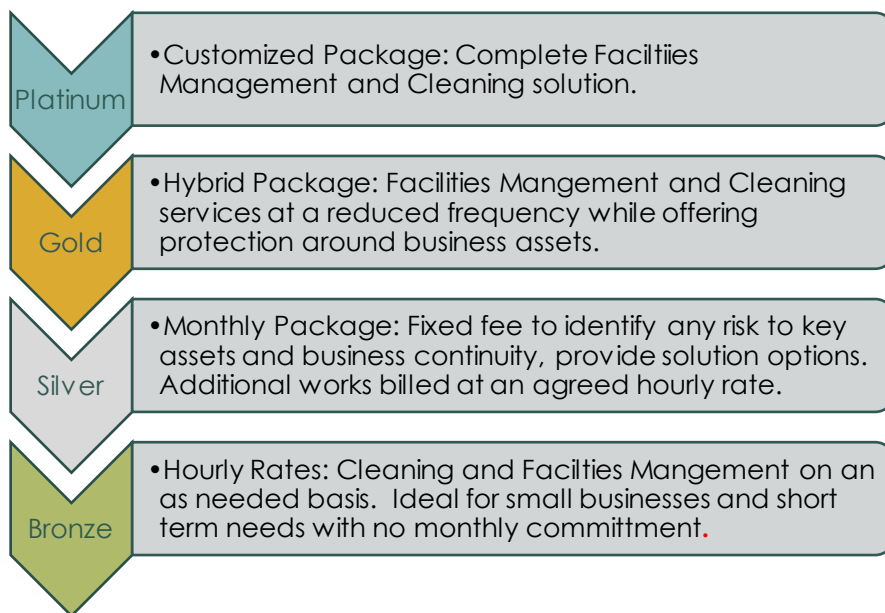 Platinum
•Customized Package: Complete Faciltiies
Management and Cleaning solution.
Gold
•Hybrid Package: Facilities Mangement and Cleaning
services at a reduced frequency while offering
protection around business assets.
Silver
•Monthly Package: Fixed fee to identify any risk to key
assets and business continuity, provide solution options.
Additional works billed at an agreed hourly rate.
Bronze
•Hourly Rates: Cleaning and Facilties Mangement on an
as needed basis.  Ideal for small businesses and short
term needs with no monthly committment.